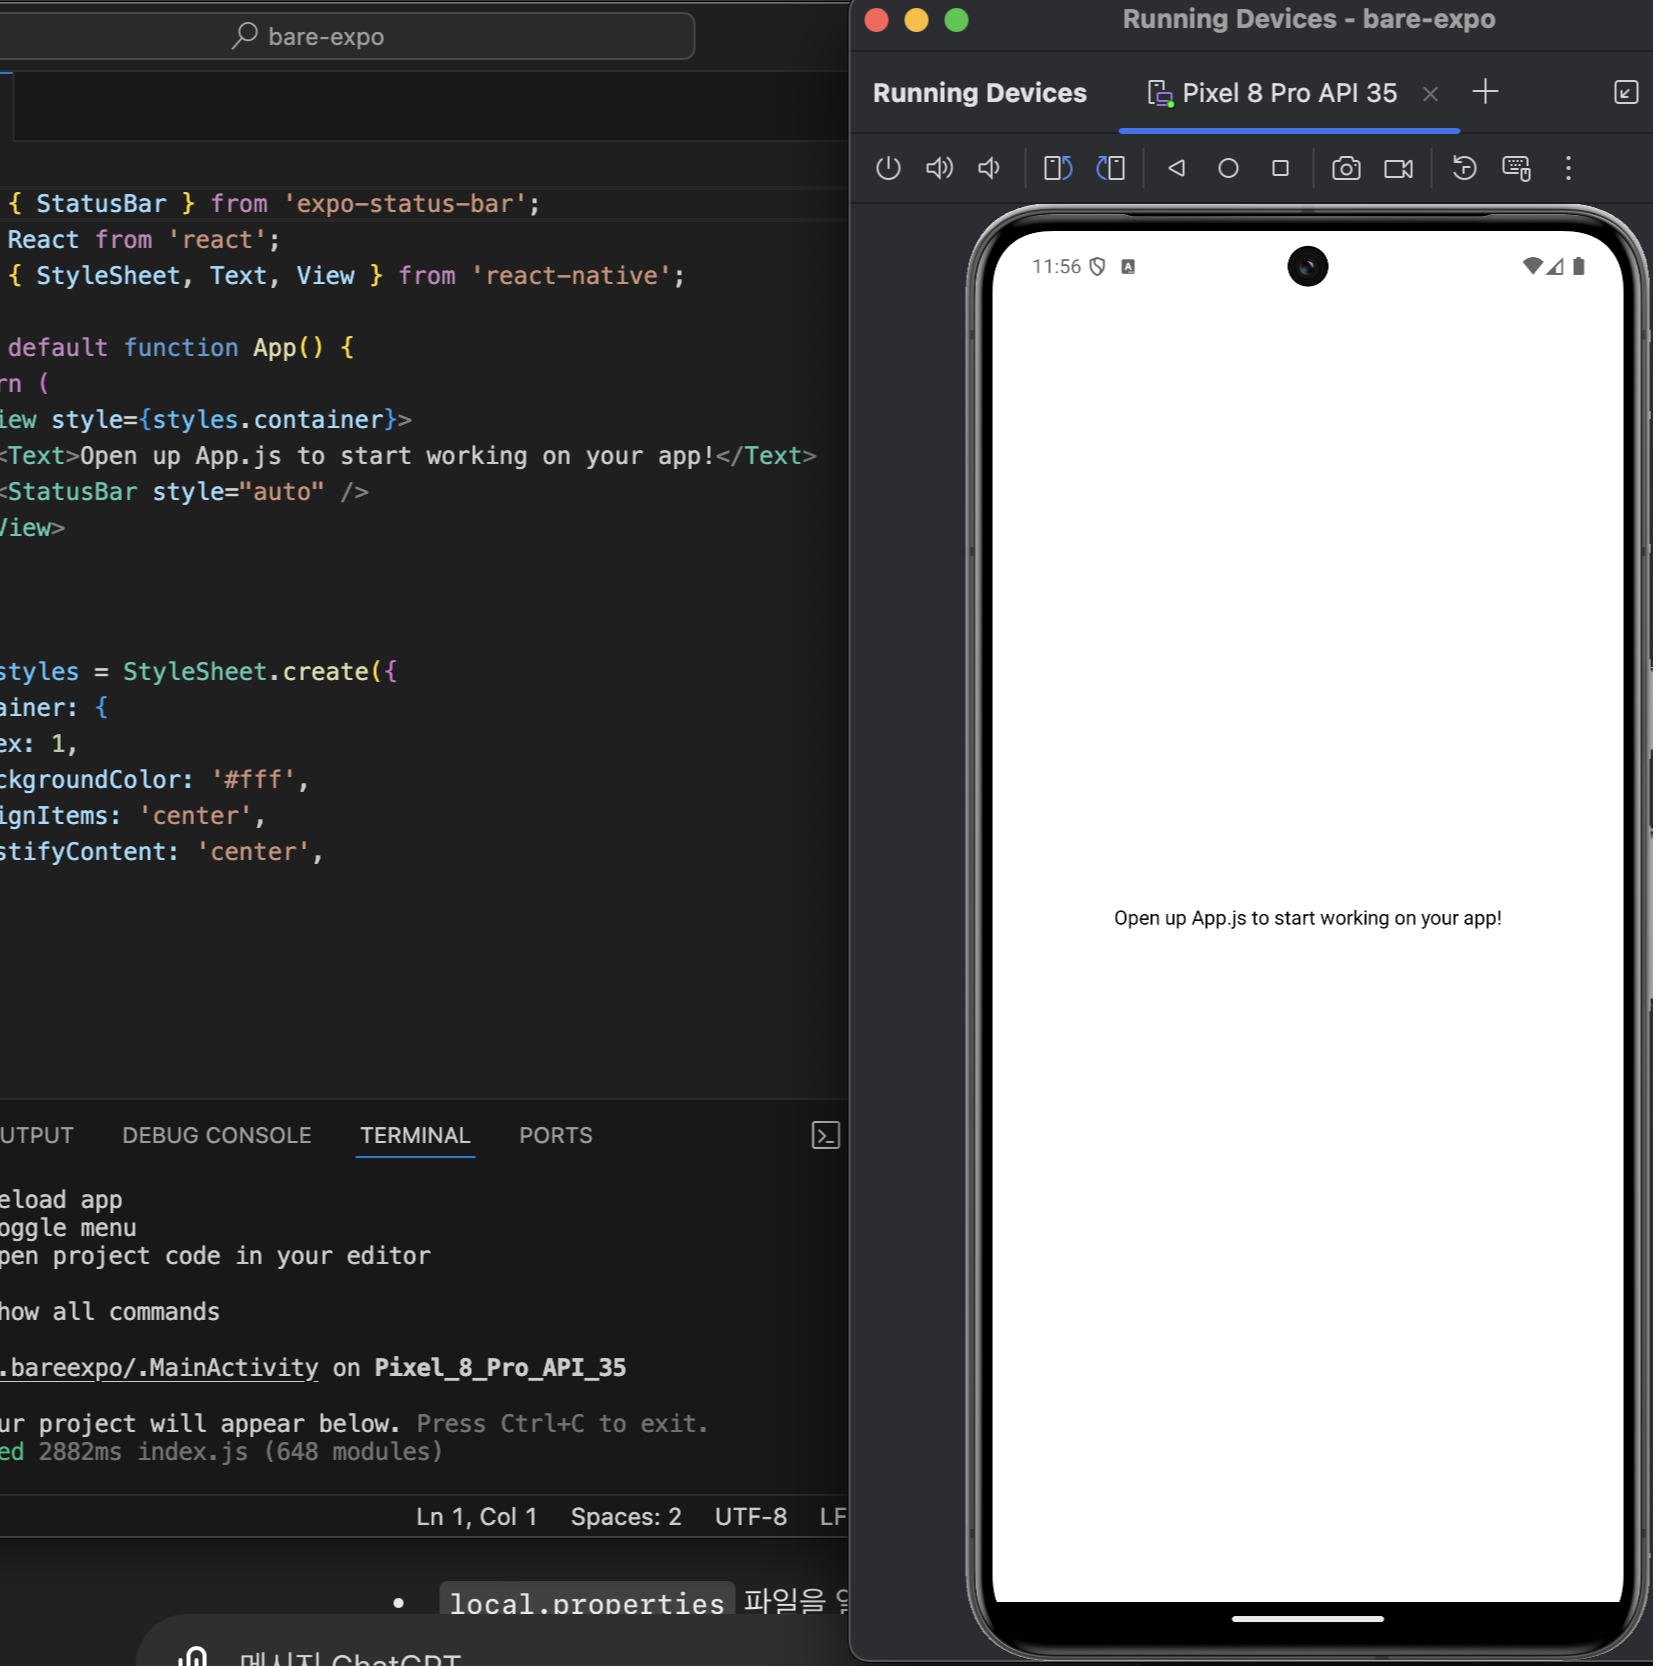 bare-expo
{ StatusBar } from 'expo-status-bar';
React from 'react';
{ StyleSheet, Text, View } from 'react-native';
default function App() {
rn (
iew style={styles.container}>
<Text>Open up App.js to start working on your app!</Text>
<StatusBar style="auto" />
View>
styles = StyleSheet.create({
ainer: {
ex: 1,
ckgroundColor: '#fff',
ignItems: 'center',
stifyContent: 'center',
UTPUT DEBUG CONSOLE TERMINAL PORTS
eload app
oggle menu
pen project code in your editor
how all commands
.bareexpo/.MainActivity on Pixel_8_Pro_API_35
ur project will appear below. Press Ctrl+C to exit.
ed 2882ms index.js (648 modules)
Ln 1, Col 1 Spaces: 2 UTF-8 LF
local.properties 파일을
메시지 ChatGPT
Running Devices - bare-expo
Running Devices Pixel 8 Pro API 35
11:56
Open up App.js to start working on your app!